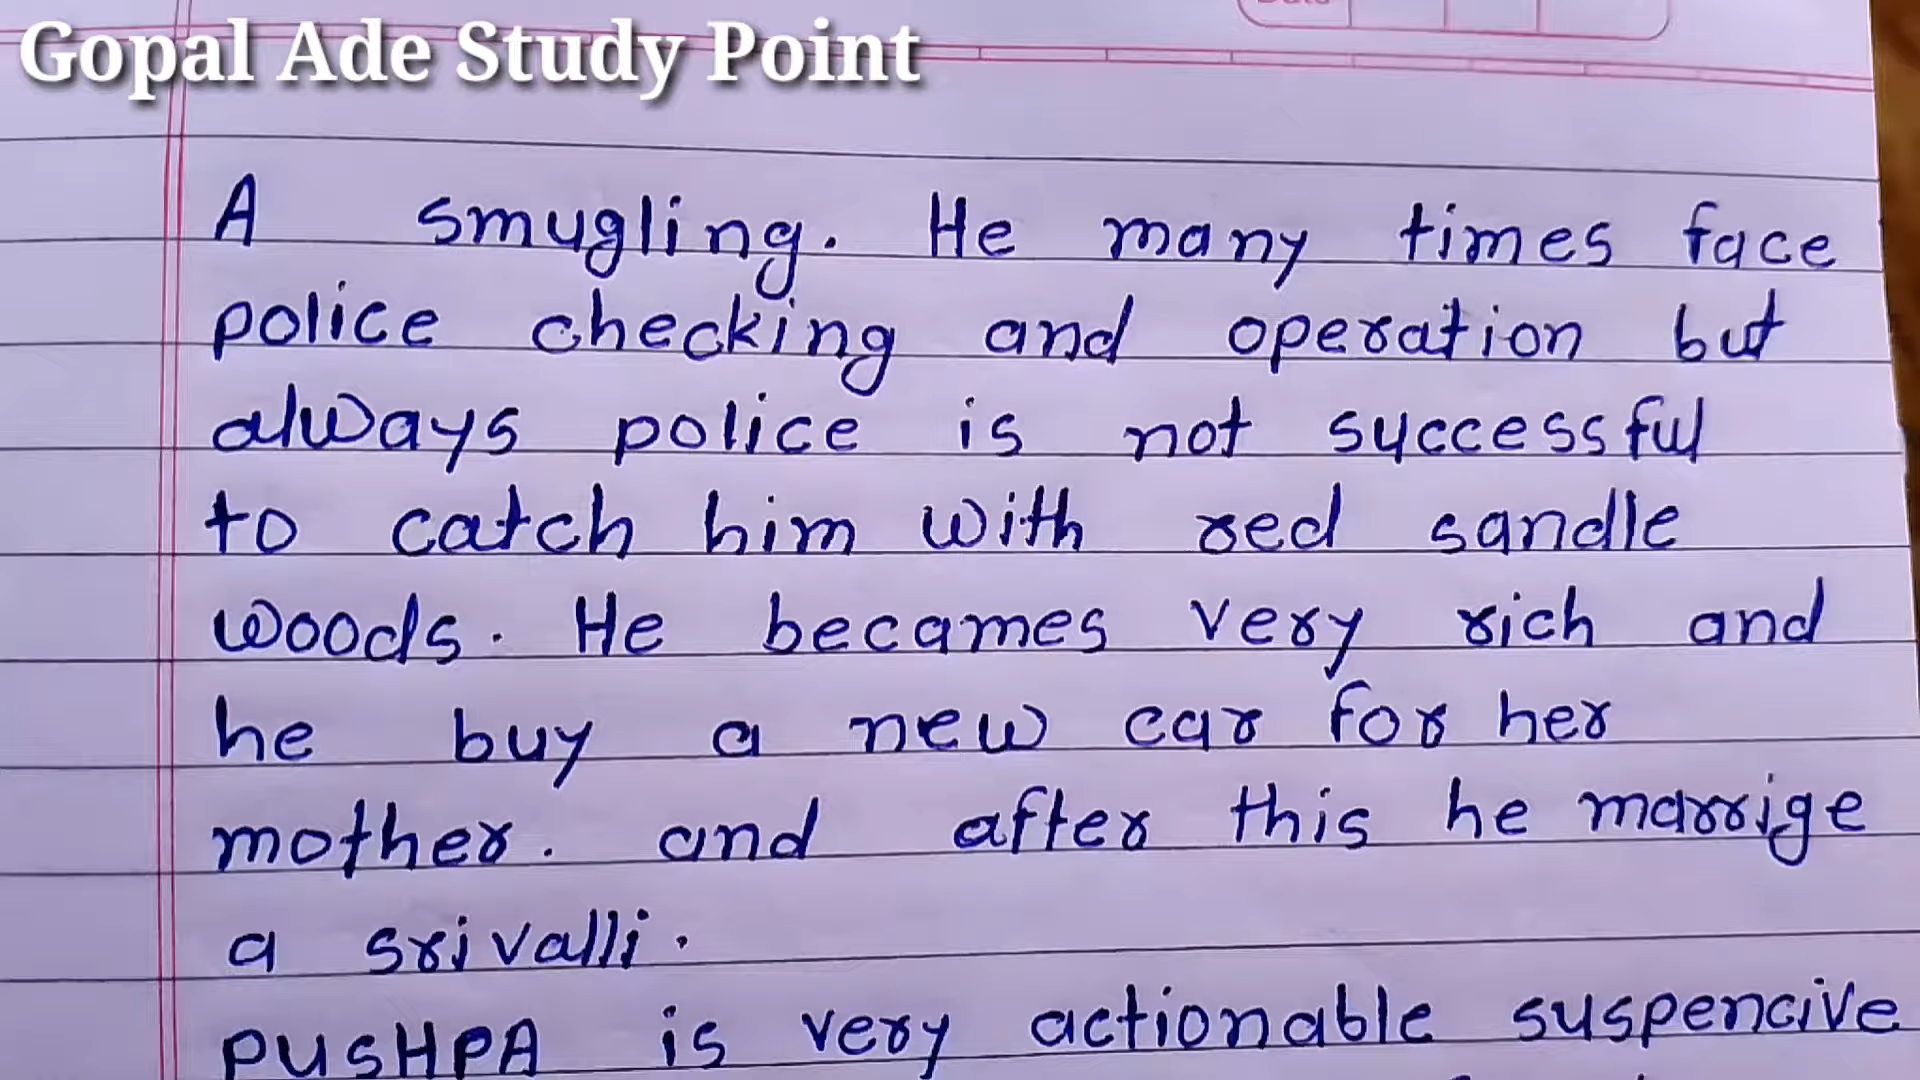 Gopal Ade Study Point
A smugling. He many times face
police checking and operation but
always police is not successful
to catch him with red sandle
woods. He becames very rich and
he buy a new car for her
mother. and after this he marrige
a srivalli.
PUSHPA is very actionable suspencive